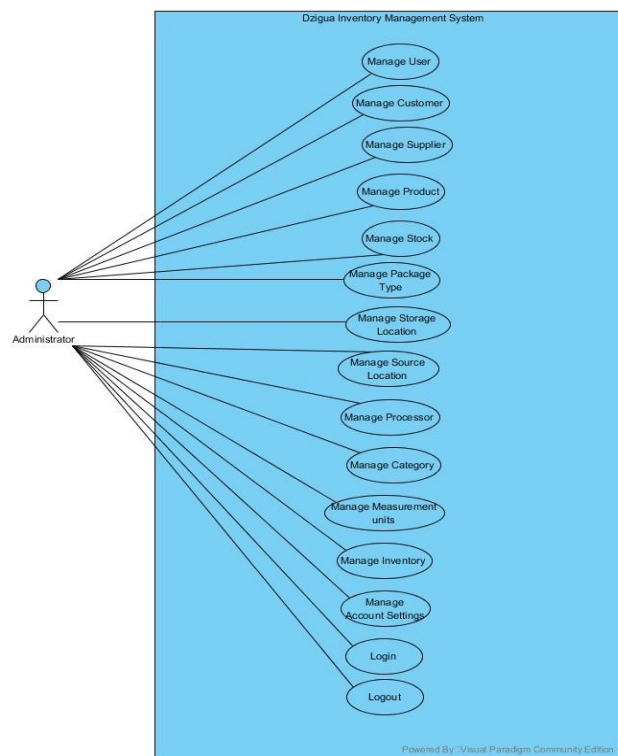 Dzigua Inventory Management System
Manage User
Manage Customer
Manage Supplier
Manage Product
Manage Stock
Manage Package
Type
Manage Storage
Location
Administrator
Manage Source
Location
Manage Processor
Manage Category
Manage Measurement
units
Manage Inventory
Manage
Account Settings
Login
Logout
Powered By Visual Paradigm Community Edition